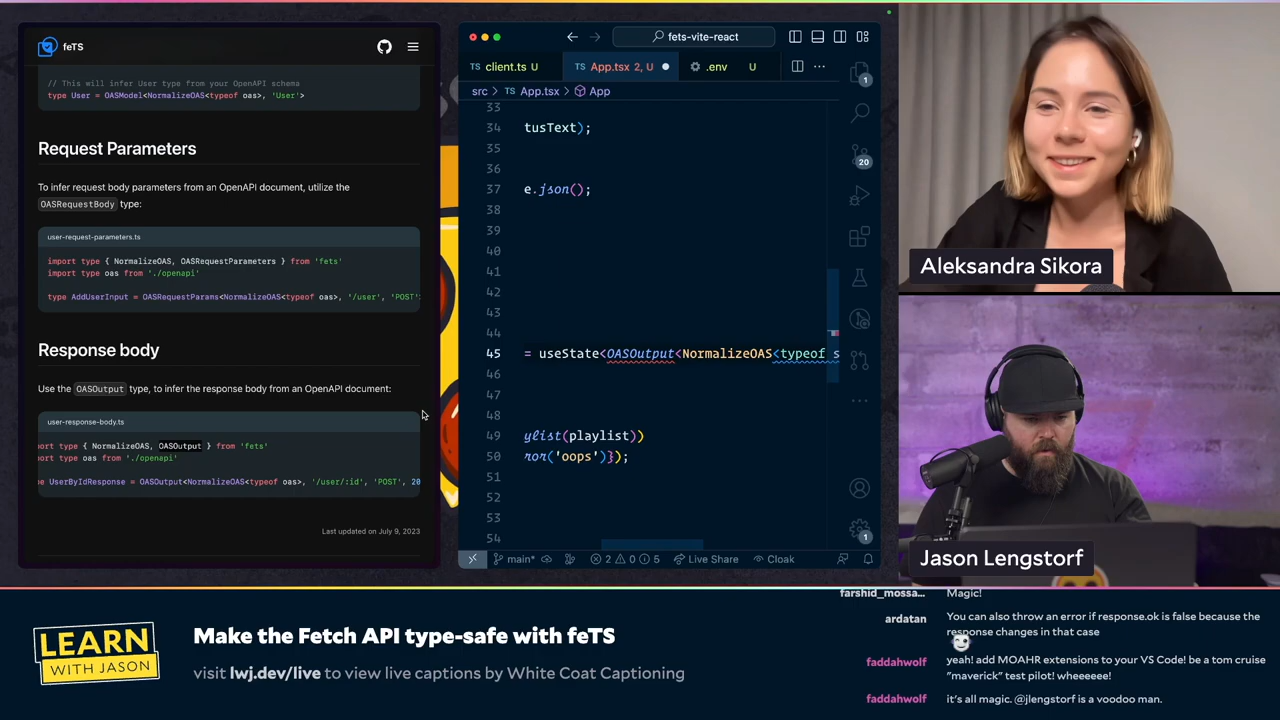 feTS
// This will infer User type from your OpenAPI schema
type User = OASModel<NormalizeOAS<typeof oas>, 'User'>
Request Parameters
To infer request body parameters from an OpenAPI document, utilize the
OASRequestBody type:
user-request-parameters.ts
import type { NormalizeOAS, OASRequestParameters } from 'fets'
import type oas from './openapi'
type AddUserInput = OASRequestParams<NormalizeOAS<typeof oas>, '/user', 'POST'>
Response body
Use the OASOutput type, to infer the response body from an OpenAPI document:
user-response-body.ts
ort type { NormalizeOAS, OASOutput } from 'fets'
ort type oas from './openapi'
e UserByIdResponse = OASOutput<NormalizeOAS<typeof oas>, '/user/:id', 'POST', 20
Last updated on July 9, 2023
fets-vite-react
TS client.ts U
TS App.tsx 2, U
.env U
src > TS App.tsx > App
33
34 tusText);
35
36
37 e.json();
38
39
40
41
42
43
44
45 = useState<OASOutput<NormalizeOAS<typeof s
46
47
48
49 ylist(playlist))
50 ror('oops')});
51
52
53
54
1
20
1
main* 2 0 5 Live Share Cloak
Aleksandra Sikora
Jason Lengstorf
LEARN
WITH JASON
Make the Fetch API type-safe with feTS
visit lwj.dev/live to view live captions by White Coat Captioning
farshid_mossa... Magic!
ardatan You can also throw an error if response.ok is false because the
response changes in that case
faddahwolf yeah! add MOAHR extensions to your VS Code! be a tom cruise
"maverick" test pilot! wheeeeee!
faddahwolf it's all magic. @jlengstorf is a voodoo man.